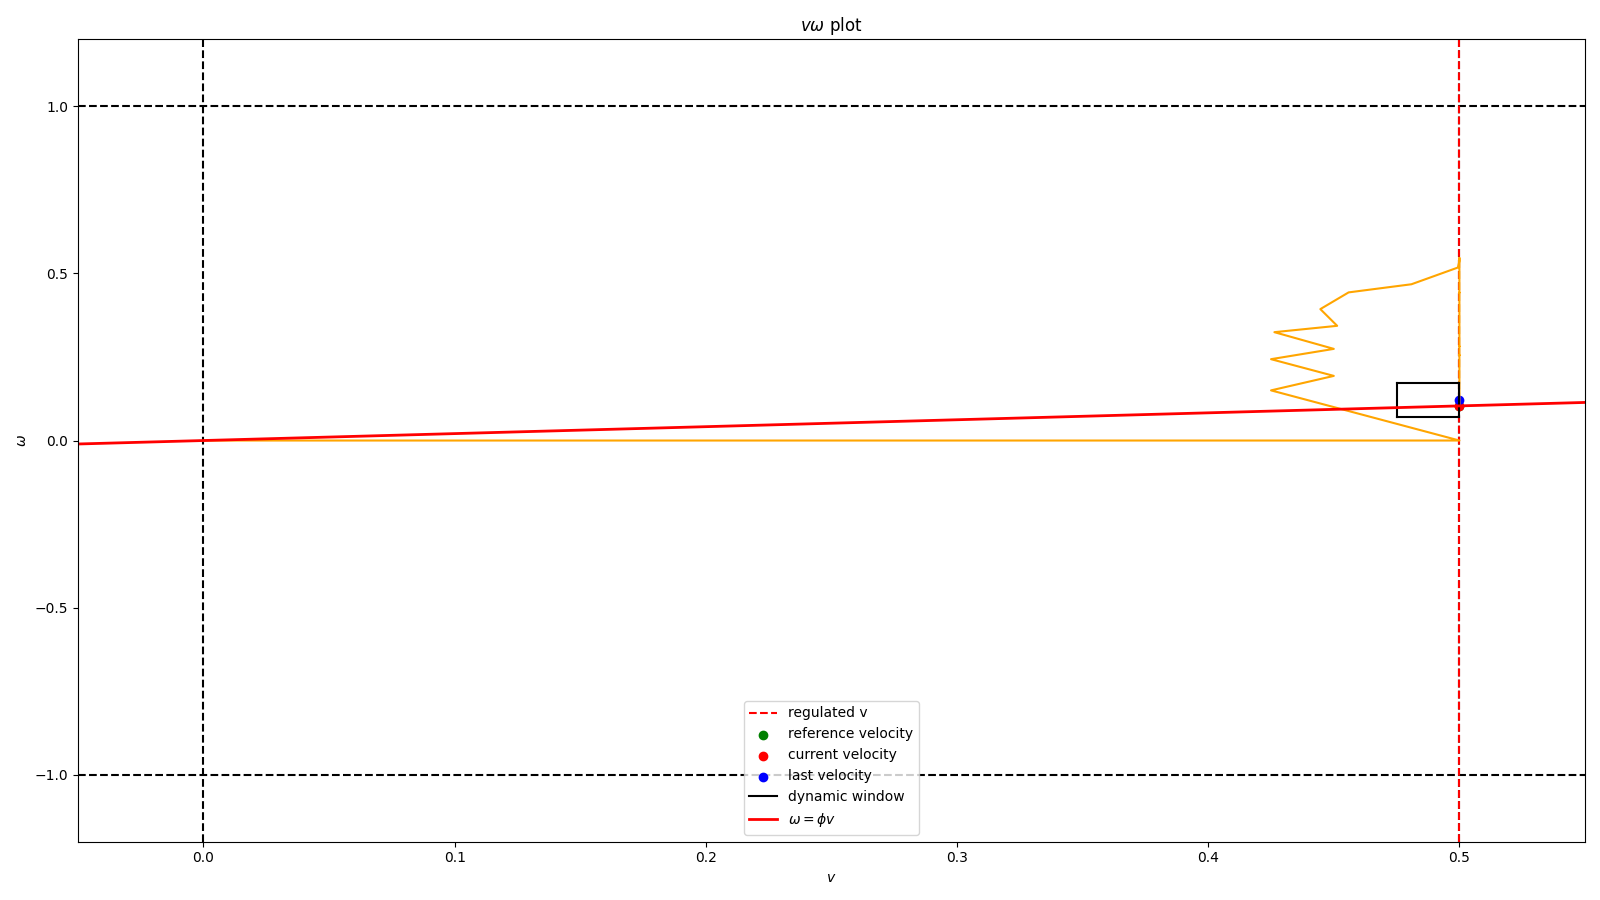 vω plot
1.0
0.5
0.0
−0.5
−1.0
ω
0.0 0.1 0.2 0.3 0.4 0.5
v
regulated v
reference velocity
current velocity
last velocity
dynamic window
ω = ϕv